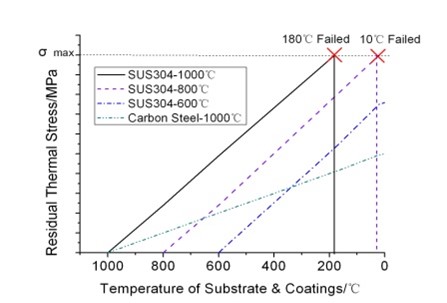 180℃ Failed 10℃ Failed
σ max
SUS304-1000℃
SUS304-800℃
SUS304-600℃
Carbon Steel-1000℃
Residual Thermal Stress/MPa
1000 800 600 400 200 0
Temperature of Substrate & Coatings/℃